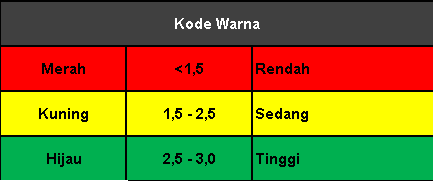 Kode Warna
Merah <1,5 Rendah
Kuning 1,5 - 2,5 Sedang
Hijau 2,5 - 3,0 Tinggi